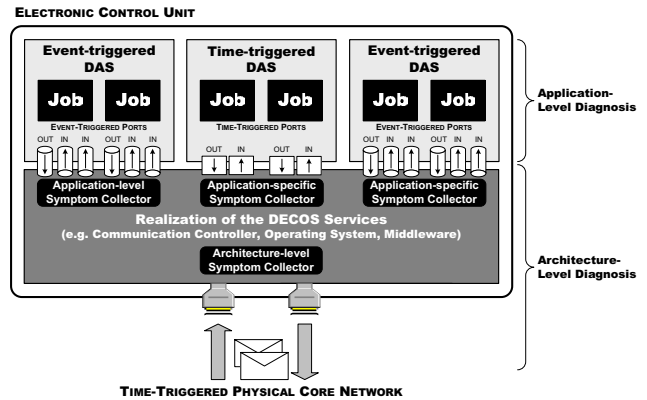 ELECTRONIC CONTROL UNIT
Event-triggered
DAS
Job Job
EVENT-TRIGGERED PORTS
OUT IN IN OUT IN IN
Time-triggered
DAS
Job Job
TIME-TRIGGERED PORTS
OUT IN OUT IN
Event-triggered
DAS
Job Job
EVENT-TRIGGERED PORTS
OUT IN IN OUT IN IN
Application-
Level Diagnosis
Application-level
Symptom Collector
Application-specific
Symptom Collector
Application-specific
Symptom Collector
Realization of the DECOS Services
(e.g. Communication Controller, Operating System, Middleware)
Architecture-level
Symptom Collector
Architecture-
Level Diagnosis
TIME-TRIGGERED PHYSICAL CORE NETWORK